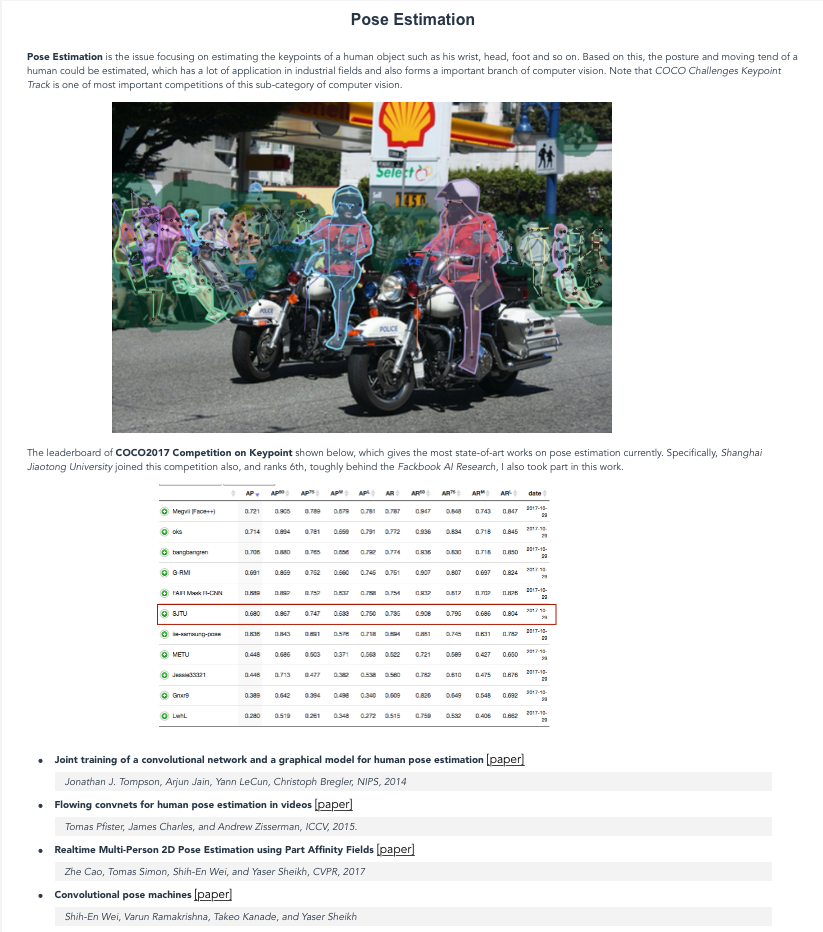 Pose Estimation
Pose Estimation is the issue focusing on estimating the keypoints of a human object such as his wrist, head, foot and so on. Based on this, the posture and moving tend of a
human could be estimated, which has a lot of application in industrial fields and also forms a important branch of computer vision. Note that COCO Challenges Keypoint
Track is one of most important competitions of this sub-category of computer vision.
Shell
Select
POLICE
POLICE
The leaderboard of COCO2017 Competition on Keypoint shown below, which gives the most state-of-art works on pose estimation currently. Specifically, Shanghai
Jiaotong University joined this competition also, and ranks 6th, toughly behind the Fackbook AI Research, I also took part in this work.
AP AP50 AP75 APM APL AR AR50 AR75 ARM ARL date
Megvii (Face++) 0.721 0.905 0.789 0.679 0.781 0.787 0.947 0.848 0.743 0.847 2017-10-29
oks 0.714 0.894 0.781 0.659 0.791 0.772 0.936 0.834 0.718 0.845 2017-10-29
bangbangren 0.706 0.880 0.765 0.656 0.792 0.774 0.936 0.830 0.718 0.850 2017-10-29
G-RMI 0.691 0.859 0.752 0.660 0.745 0.751 0.907 0.807 0.697 0.824 2017-10-29
FAIR Mask R-CNN 0.689 0.892 0.752 0.637 0.768 0.754 0.932 0.812 0.702 0.826 2017-10-29
SJTU 0.680 0.867 0.747 0.633 0.750 0.735 0.908 0.795 0.686 0.804 2017-10-29
iie-samsung-pose 0.636 0.843 0.691 0.576 0.718 0.694 0.881 0.745 0.631 0.782 2017-10-29
METU 0.448 0.686 0.503 0.371 0.563 0.522 0.721 0.589 0.427 0.650 2017-10-29
Jessie33321 0.446 0.713 0.477 0.382 0.538 0.560 0.782 0.610 0.475 0.676 2017-10-29
Gnxr9 0.389 0.642 0.394 0.498 0.340 0.609 0.826 0.649 0.548 0.692 2017-10-29
LwhL 0.280 0.519 0.261 0.348 0.272 0.515 0.759 0.532 0.406 0.662 2017-10-29
Joint training of a convolutional network and a graphical model for human pose estimation [paper]
Jonathan J. Tompson, Arjun Jain, Yann LeCun, Christoph Bregler, NIPS, 2014
Flowing convnets for human pose estimation in videos [paper]
Tomas Pfister, James Charles, and Andrew Zisserman, ICCV, 2015.
Realtime Multi-Person 2D Pose Estimation using Part Affinity Fields [paper]
Zhe Cao, Tomas Simon, Shih-En Wei, and Yaser Sheikh, CVPR, 2017
Convolutional pose machines [paper]
Shih-En Wei, Varun Ramakrishna, Takeo Kanade, and Yaser Sheikh